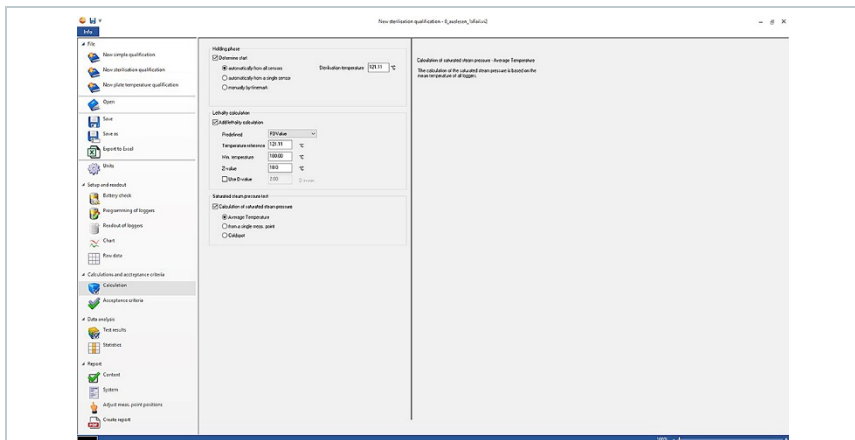 New sterilisation qualification -
Info
File
New simple qualification
New sterilisation qualification
New plate temperature qualification
Open
Save
Save as
Export to Excel
Units
Setup and readout
Battery check
Programming of loggers
Readout of loggers
Chart
Raw data
Calculations and acceptance criteria
Calculation
Acceptance criteria
Data analysis
Test results
Statistics
Report
Content
System
Adjust meas. point positions
Create report
Holding phase
Determine start
automatically from all sensors
Sterilisation temperature 121.11 °C
automatically from a single sensor
manually by timemark
Lethality calculation
Add lethality calculation
Predefined F0 Value
Temperature reference 121.11 °C
Min. temperature 100.00 °C
Z-value 10.0 °C
Use D-value 2.00
Saturated steam pressure test
Calculation of saturated steam pressure
Average Temperature
from a single meas. point
Coldspot
Calculation of saturated steam pressure - Average Temperature
The calculation of the saturated steam pressure is based on the
mean temperature of all loggers.
100%